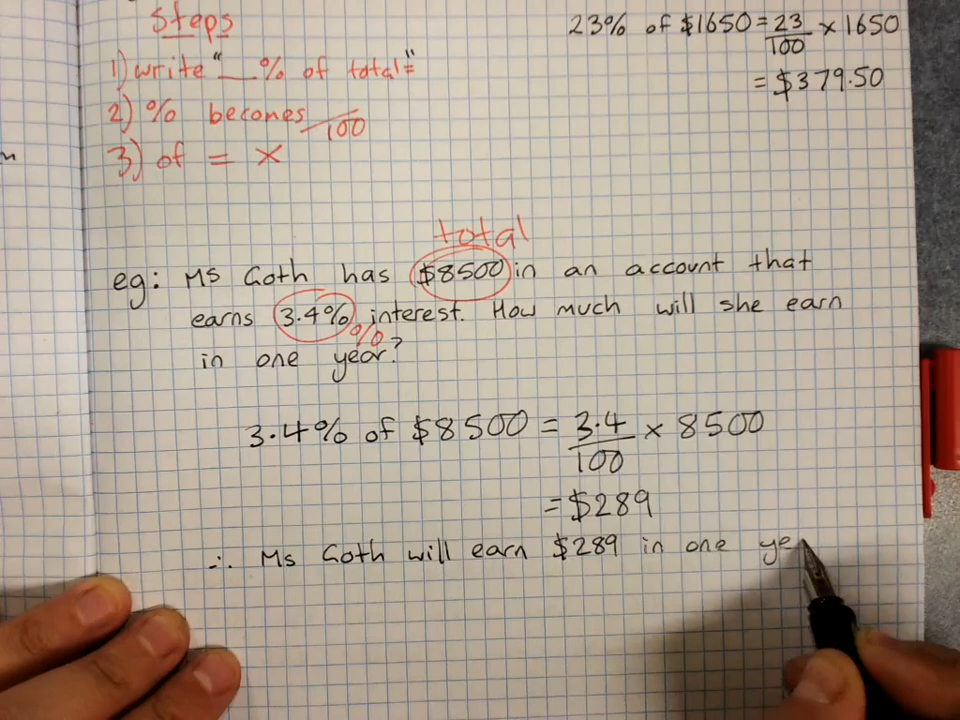 Steps
1) write "__% of total="
2) % becomes /100
3) of = ×
23% of $1650 = 23/100 × 1650
= $379.50
total
eg: Ms Goth has $8500 in an account that
earns 3.4% interest. How much will she earn
%
in one year?
3.4% of $8500 = 3.4/100 × 8500
= $289
∴ Ms Goth will earn $289 in one ye